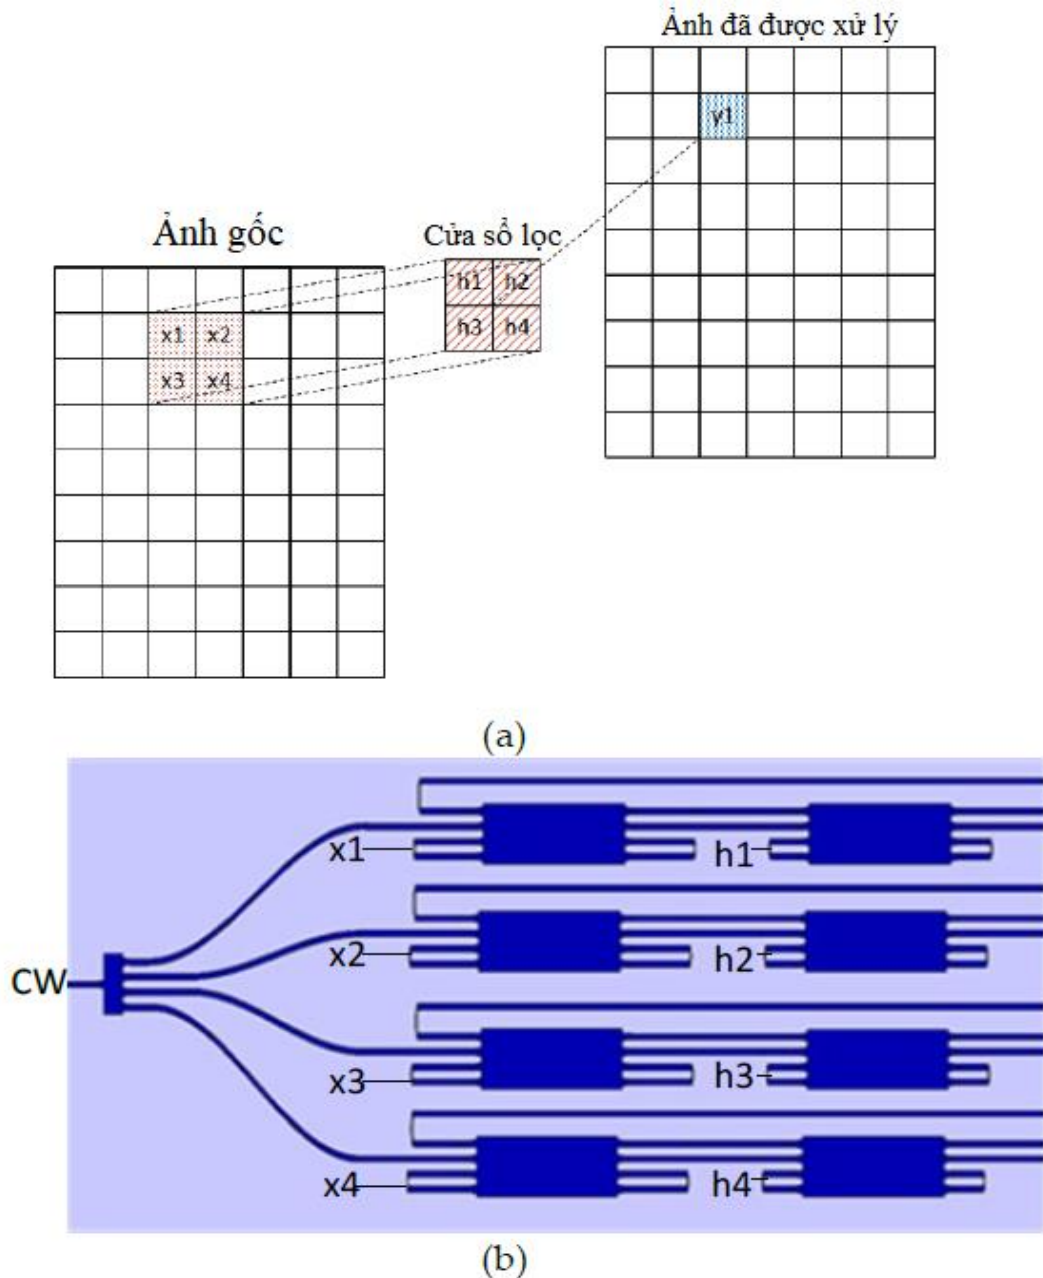 Ảnh đã được xử lý
y1
Ảnh gốc
Cửa sổ lọc
h1 h2
h3 h4
x1 x2
x3 x4
(a)
x1 h1
x2 h2
CW
x3 h3
x4 h4
(b)